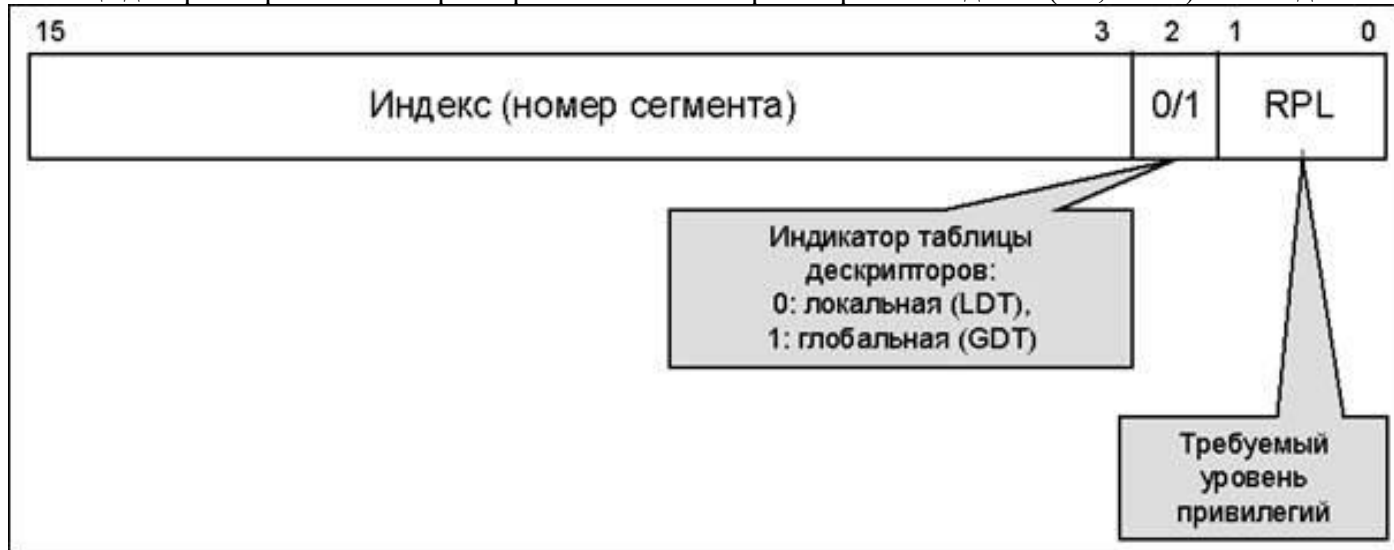 15 3 2 1 0
Индекс (номер сегмента) 0/1 RPL
Индикатор таблицы
дескрипторов:
0: локальная (LDT),
1: глобальная (GDT)
Требуемый
уровень
привилегий